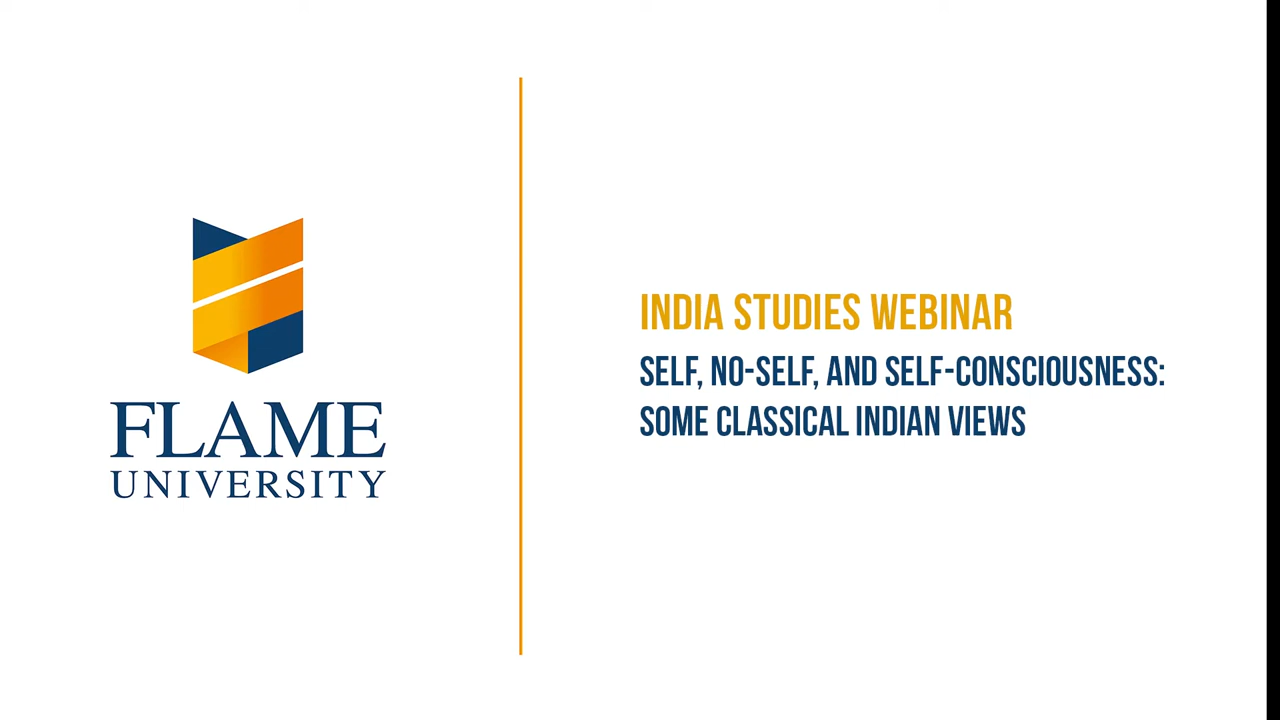 FLAME
UNIVERSITY
INDIA STUDIES WEBINAR
SELF, NO-SELF, AND SELF-CONSCIOUSNESS:
SOME CLASSICAL INDIAN VIEWS